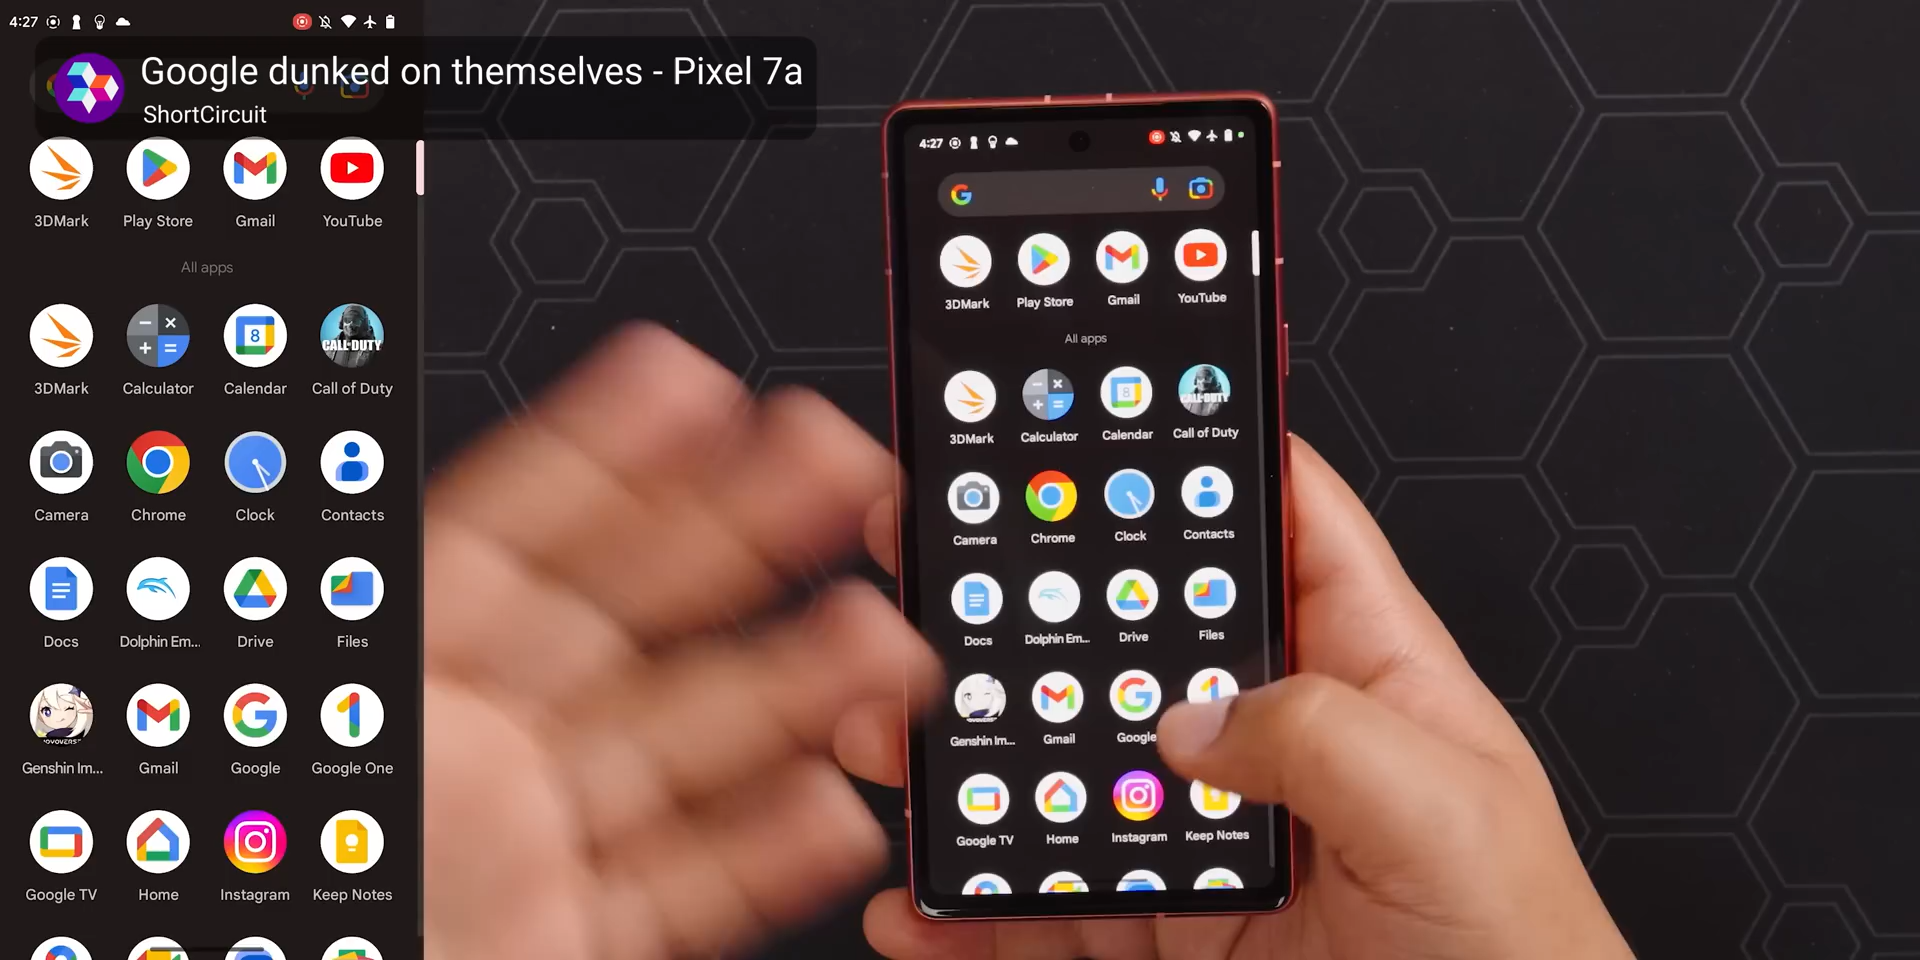 4:27
Google dunked on themselves - Pixel 7a
ShortCircuit
3DMark Play Store Gmail YouTube
All apps
3DMark Calculator Calendar Call of Duty
Camera Chrome Clock Contacts
Docs Dolphin Em... Drive Files
Genshin Im... Gmail Google Google One
Google TV Home Instagram Keep Notes
4:27
3DMark Play Store Gmail YouTube
All apps
3DMark Calculator Calendar Call of Duty
Camera Chrome Clock Contacts
Docs Dolphin Em... Drive Files
Genshin Im... Gmail Google
Google TV Home Instagram Keep Notes